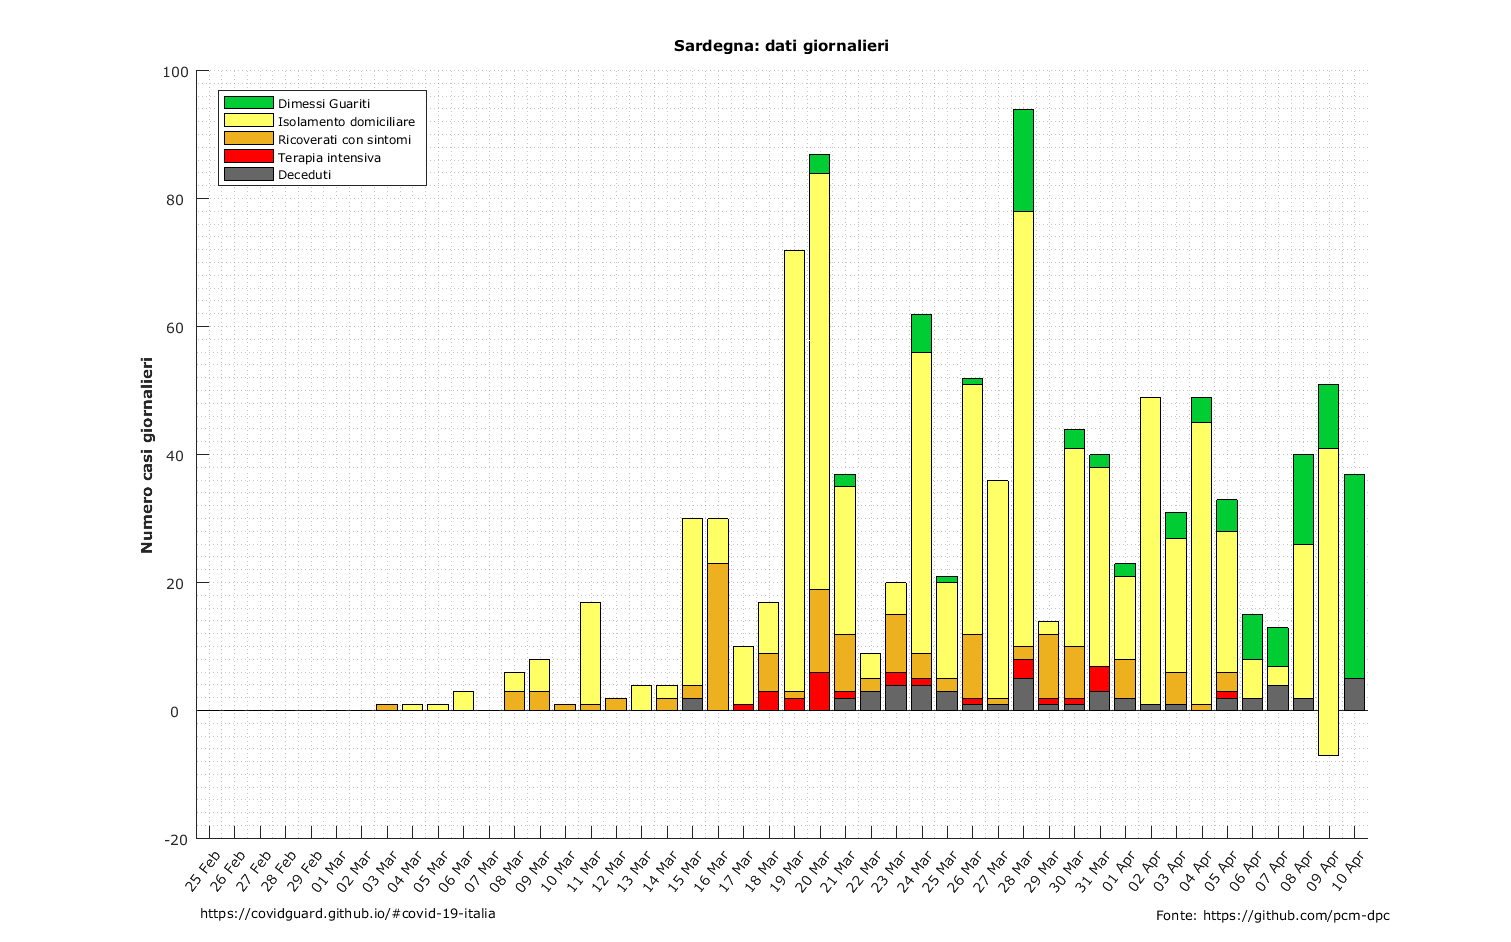 Sardegna: dati giornalieri
100
80
60
40
20
0
-20
Numero casi giornalieri
Dimessi Guariti
Isolamento domiciliare
Ricoverati con sintomi
Terapia intensiva
Deceduti
25 Feb
26 Feb
27 Feb
28 Feb
29 Feb
01 Mar
02 Mar
03 Mar
04 Mar
05 Mar
06 Mar
07 Mar
08 Mar
09 Mar
10 Mar
11 Mar
12 Mar
13 Mar
14 Mar
15 Mar
16 Mar
17 Mar
18 Mar
19 Mar
20 Mar
21 Mar
22 Mar
23 Mar
24 Mar
25 Mar
26 Mar
27 Mar
28 Mar
29 Mar
30 Mar
31 Mar
01 Apr
02 Apr
03 Apr
04 Apr
05 Apr
06 Apr
07 Apr
08 Apr
09 Apr
10 Apr
https://covidguard.github.io/#covid-19-italia
Fonte: https://github.com/pcm-dpc